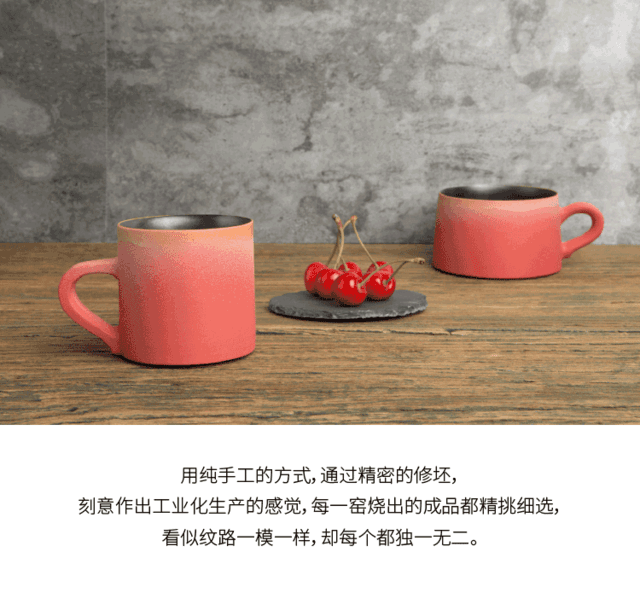 用纯手工的方式，通过精密的修坯，
刻意作出工业化生产的感觉，每一窑烧出的成品都精挑细选，
看似纹路一模一样，却每个都独一无二。